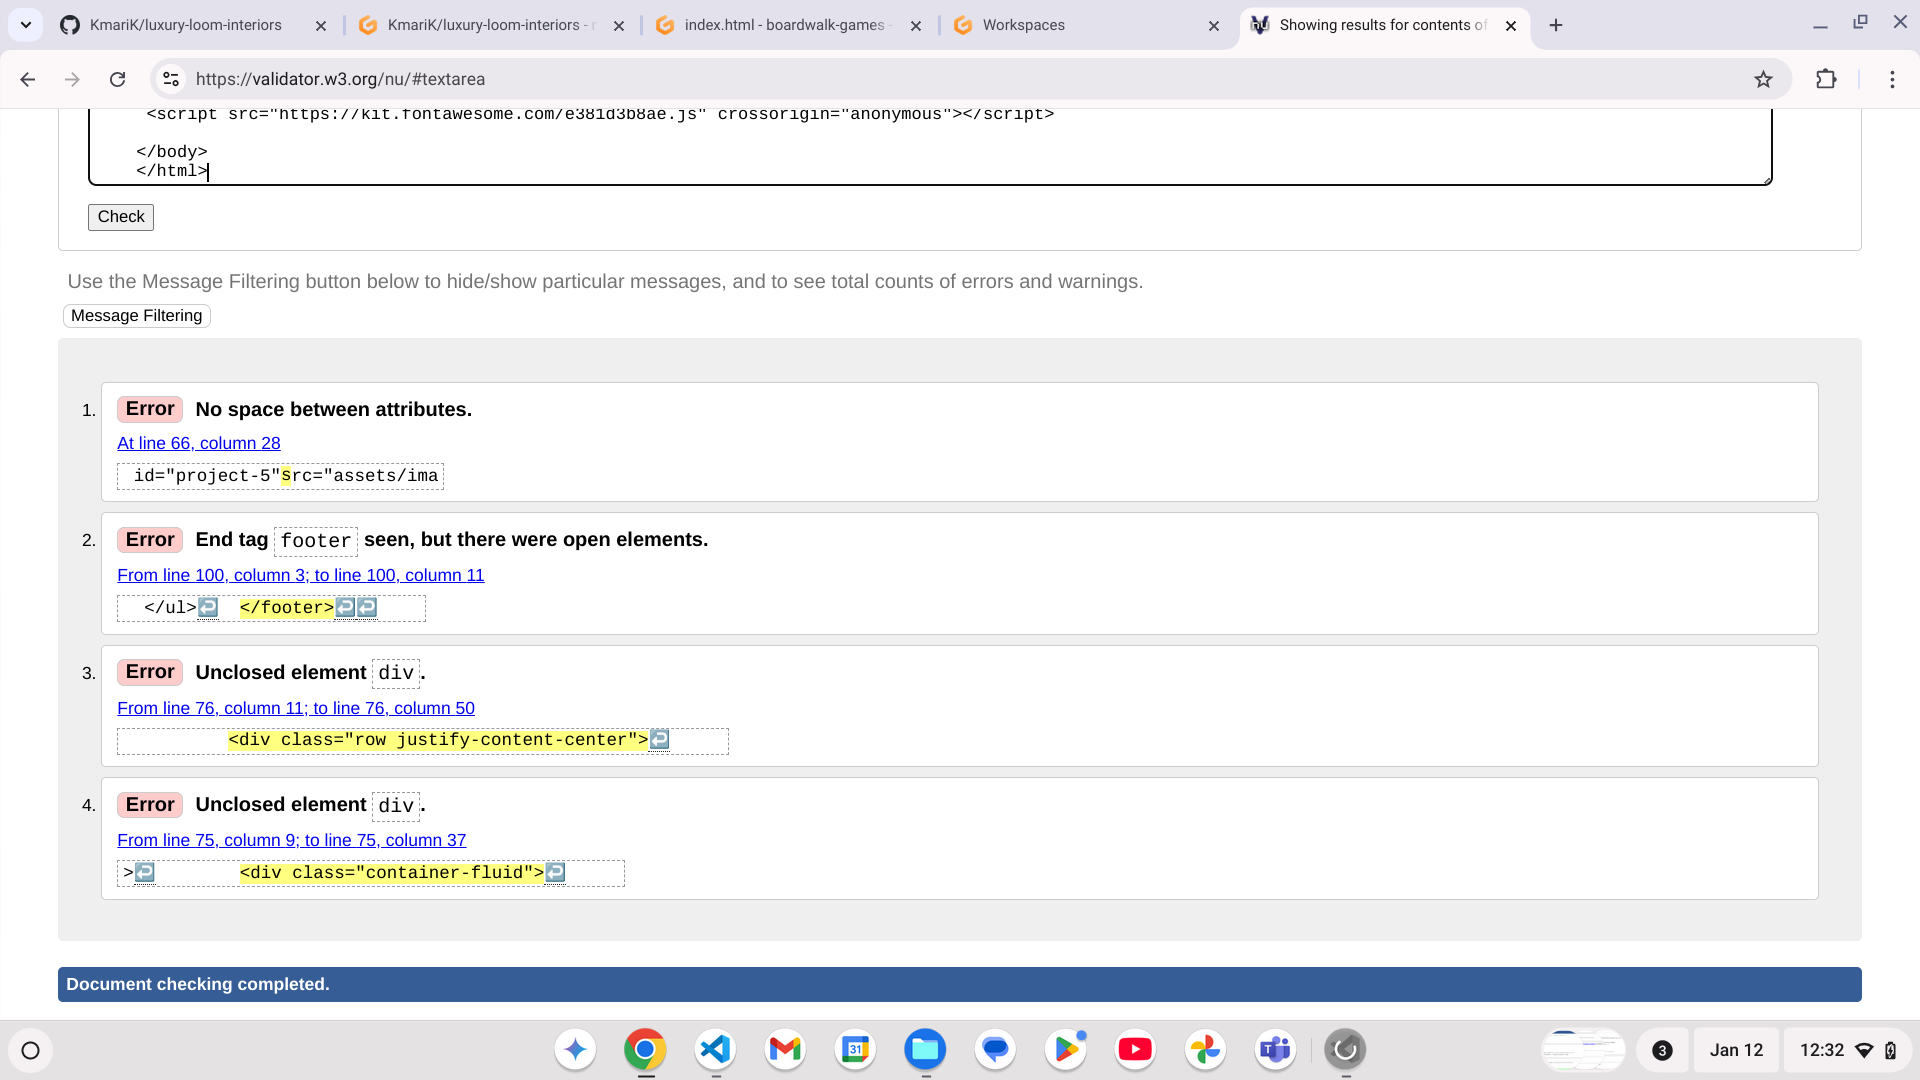 KmariK/luxury-loom-interiors
KmariK/luxury-loom-interiors -
index.html - boardwalk-games -
Workspaces
Showing results for contents of
https://validator.w3.org/nu/#textarea
<script src="https://kit.fontawesome.com/e381d3b8ae.js" crossorigin="anonymous"></script>
</body>
</html>
Check
Use the Message Filtering button below to hide/show particular messages, and to see total counts of errors and warnings.
Message Filtering
1. Error No space between attributes.
At line 66, column 28
id="project-5"src="assets/ima
2. Error End tag footer seen, but there were open elements.
From line 100, column 3; to line 100, column 11
</ul>↩ </footer>↩↩
3. Error Unclosed element div.
From line 76, column 11; to line 76, column 50
<div class="row justify-content-center">↩
4. Error Unclosed element div.
From line 75, column 9; to line 75, column 37
>↩ <div class="container-fluid">↩
Document checking completed.
31
3
Jan 12
12:32